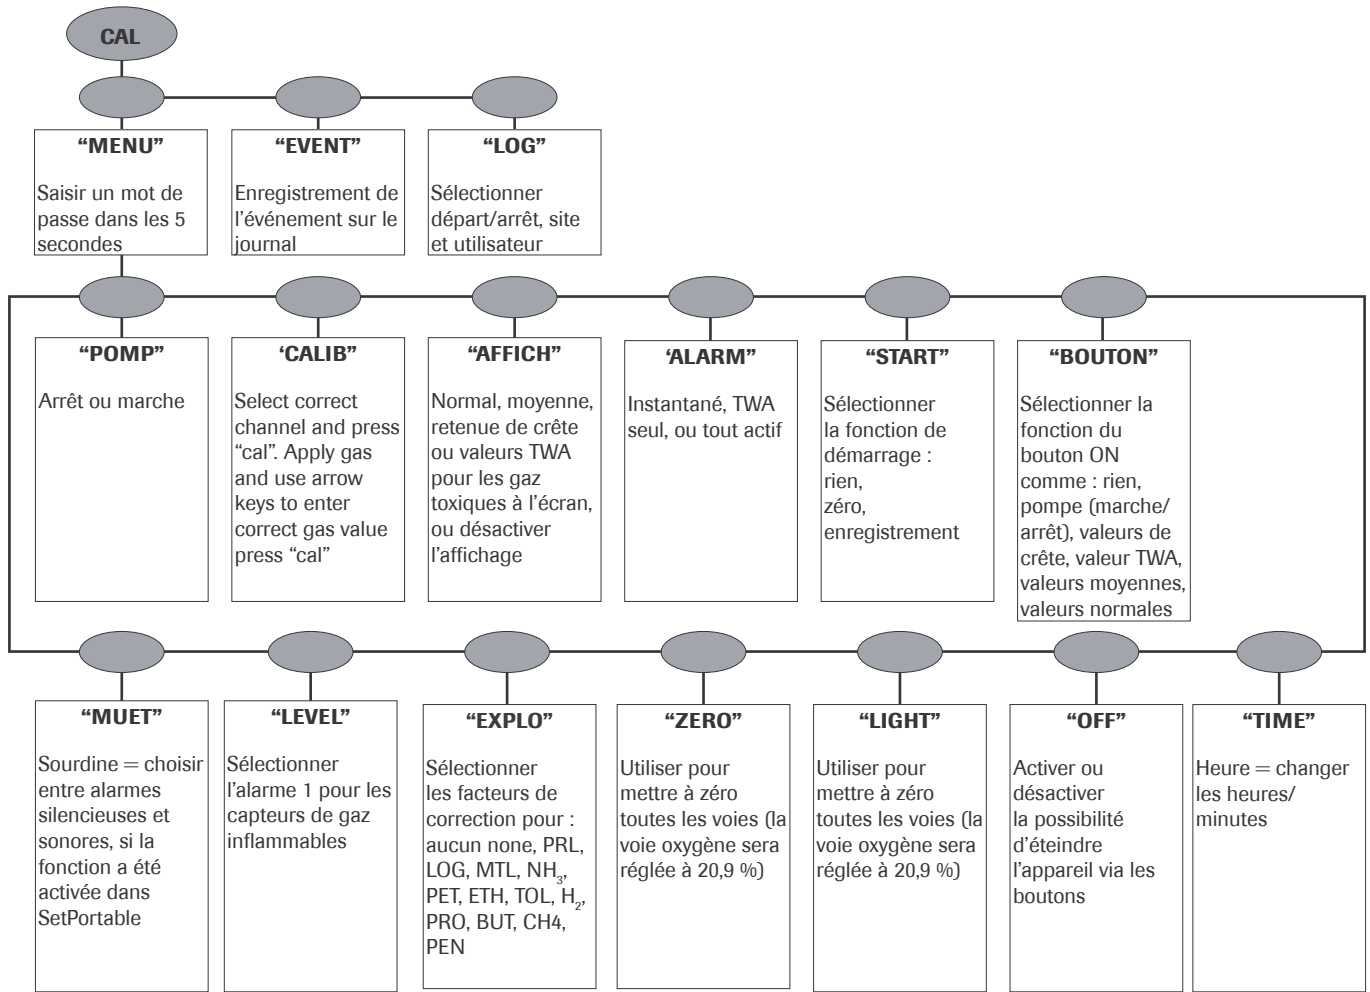 CAL
“MENU”
Saisir un mot de
passe dans les 5
secondes
“EVENT”
Enregistrement de
l’événement sur le
journal
“LOG”
Sélectionner
départ/arrêt, site
et utilisateur
“POMP”
Arrêt ou marche
‘CALIB”
Select correct
channel and press
“cal”. Apply gas
and use arrow
keys to enter
correct gas value
press “cal”
“AFFICH”
Normal, moyenne,
retenue de crête
ou valeurs TWA
pour les gaz
toxiques à l’écran,
ou désactiver
l’affichage
‘ALARM”
Instantané, TWA
seul, ou tout actif
“START”
Sélectionner
la fonction de
démarrage :
rien,
zéro,
enregistrement
“BOUTON”
Sélectionner la
fonction du
bouton ON
comme : rien,
pompe (marche/
arrêt), valeurs de
crête, valeur TWA,
valeurs moyennes,
valeurs normales
“MUET”
Sourdine = choisir
entre alarmes
silencieuses et
sonores, si la
fonction a été
activée dans
SetPortable
“LEVEL”
Sélectionner
l’alarme 1 pour les
capteurs de gaz
inflammables
“EXPLO”
Sélectionner
les facteurs de
correction pour :
aucun none, PRL,
LOG, MTL, NH₃,
PET, ETH, TOL, H₂,
PRO, BUT, CH4,
PEN
“ZERO”
Utiliser pour
mettre à zéro
toutes les voies (la
voie oxygène sera
réglée à 20,9 %)
“LIGHT”
Utiliser pour
mettre à zéro
toutes les voies (la
voie oxygène sera
réglée à 20,9 %)
“OFF”
Activer ou
désactiver
la possibilité
d’éteindre
l’appareil via les
boutons
“TIME”
Heure = changer
les heures/
minutes